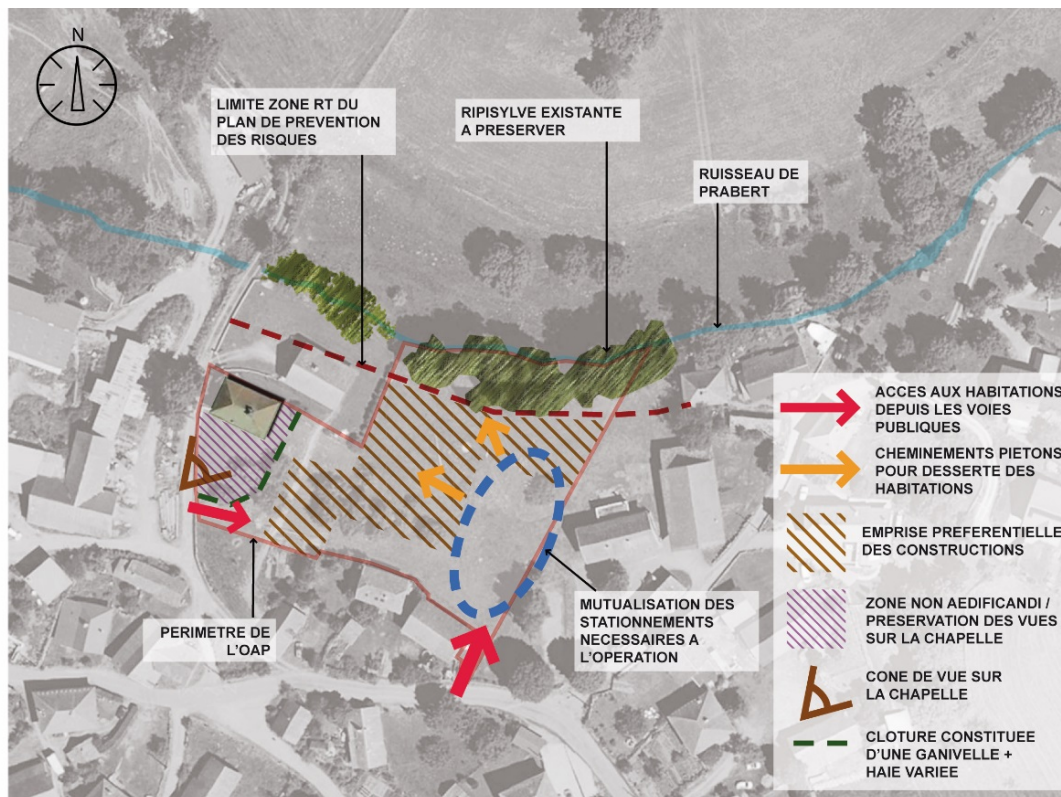 N
LIMITE ZONE RT DU
PLAN DE PREVENTION
DES RISQUES
RIPISYLVE EXISTANTE
A PRESERVER
RUISSEAU DE
PRABERT
PERIMETRE DE
L'OAP
MUTUALISATION DES
STATIONNEMENTS
NECESSAIRES A
L'OPERATION
ACCES AUX HABITATIONS
DEPUIS LES VOIES
PUBLIQUES
CHEMINEMENTS PIETONS
POUR DESSERTE DES
HABITATIONS
EMPRISE PREFERENTIELLE
DES CONSTRUCTIONS
ZONE NON AEDIFICANDI /
PRESERVATION DES VUES
SUR LA CHAPELLE
CONE DE VUE SUR
LA CHAPELLE
CLOTURE CONSTITUEE
D'UNE GANIVELLE +
HAIE VARIEE